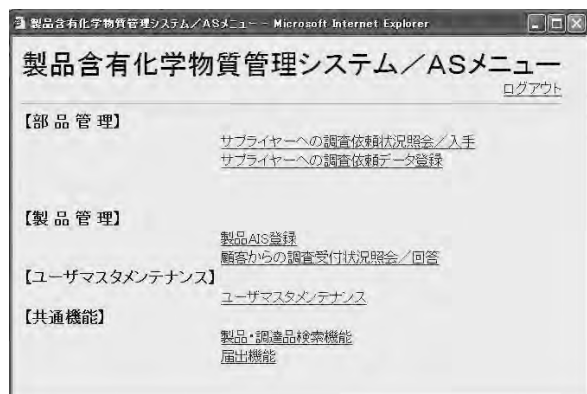 製品含有化学物質管理システム／ASメニュー - Microsoft Internet Explorer
製品含有化学物質管理システム／ASメニュー
ログアウト
【部 品 管 理】
サプライヤーへの調査依頼状況照会／入手
サプライヤーへの調査依頼データ登録
【製 品 管 理】
製品AIS登録
顧客からの調査受付状況照会／回答
【ユーザマスタメンテナンス】
ユーザマスタメンテナンス
【共通機能】
製品・調達品検索機能
届出機能